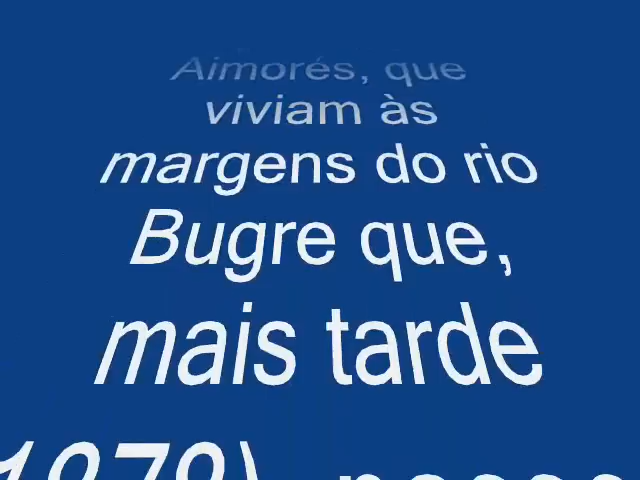 Aimorés, que
viviam às
margens do rio
Bugre que,
mais tarde